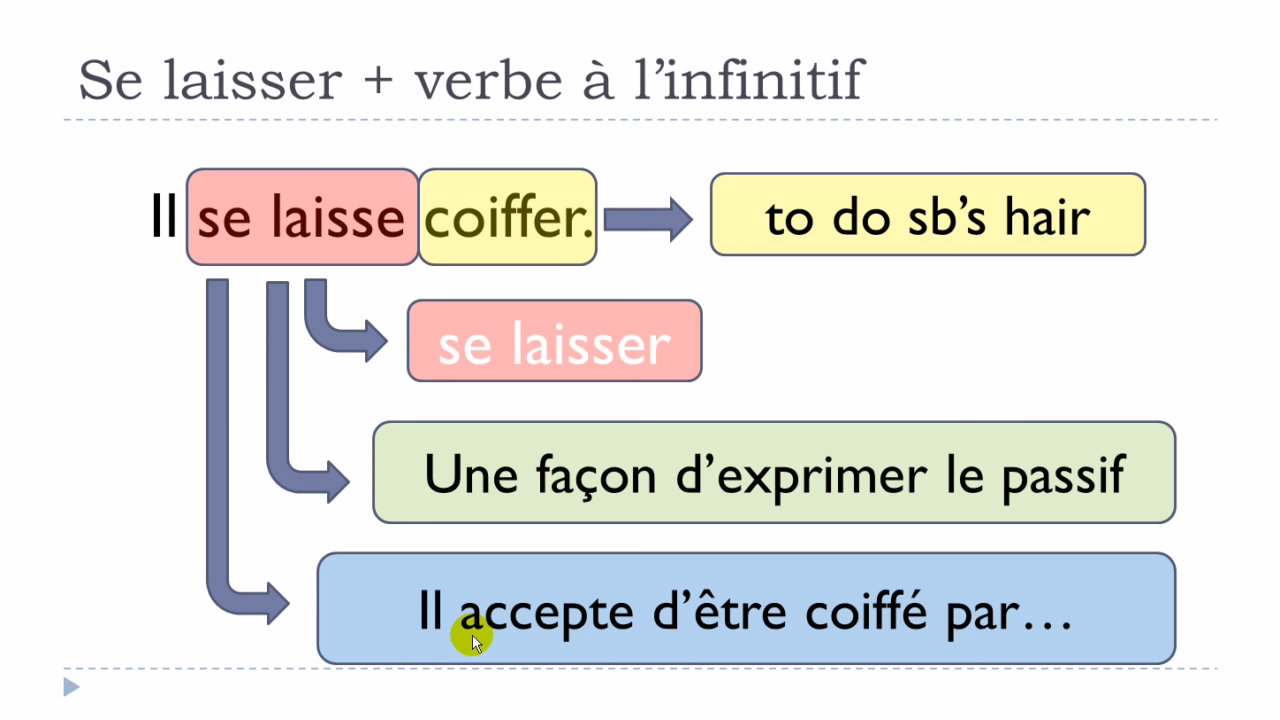 Se laisser + verbe à l’infinitif
Il se laisse coiffer.
to do sb’s hair
se laisser
Une façon d’exprimer le passif
Il accepte d’être coiffé par…